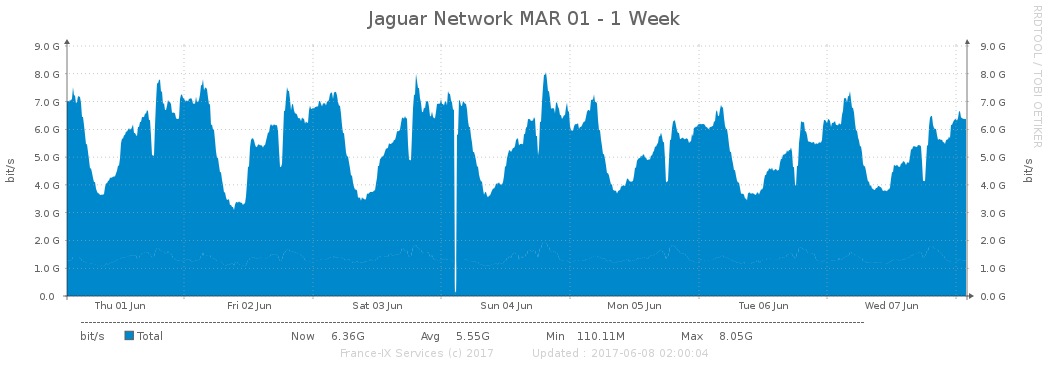 Jaguar Network MAR 01 - 1 Week
RRDTOOL / TOBI OETIKER
bit/s
9.0 G 9.0 G
8.0 G 8.0 G
7.0 G 7.0 G
6.0 G 6.0 G
5.0 G 5.0 G
4.0 G 4.0 G
3.0 G 3.0 G
2.0 G 2.0 G
1.0 G 1.0 G
0.0 0.0 G
bit/s
Thu 01 Jun Fri 02 Jun Sat 03 Jun Sun 04 Jun Mon 05 Jun Tue 06 Jun Wed 07 Jun
bit/s Total Now 6.36G Avg 5.55G Min 110.11M Max 8.05G
France-IX Services (c) 2017 Updated : 2017-06-08 02:00:04